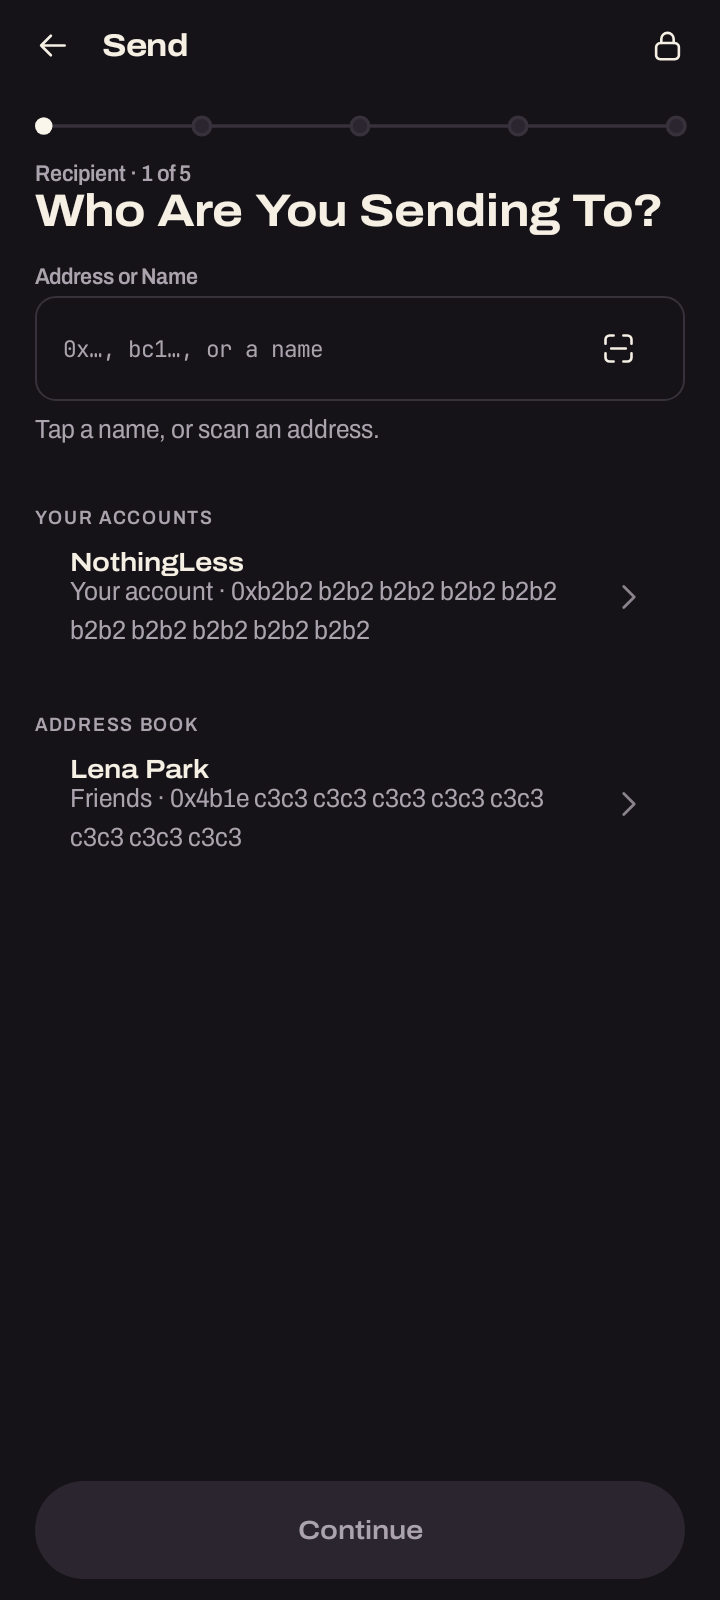 Send
Recipient · 1 of 5
Who Are You Sending To?
Address or Name
0x…, bc1…, or a name
Tap a name, or scan an address.
YOUR ACCOUNTS
NothingLess
Your account · 0xb2b2 b2b2 b2b2 b2b2 b2b2
b2b2 b2b2 b2b2 b2b2 b2b2
ADDRESS BOOK
Lena Park
Friends · 0x4b1e c3c3 c3c3 c3c3 c3c3 c3c3
c3c3 c3c3 c3c3
Continue